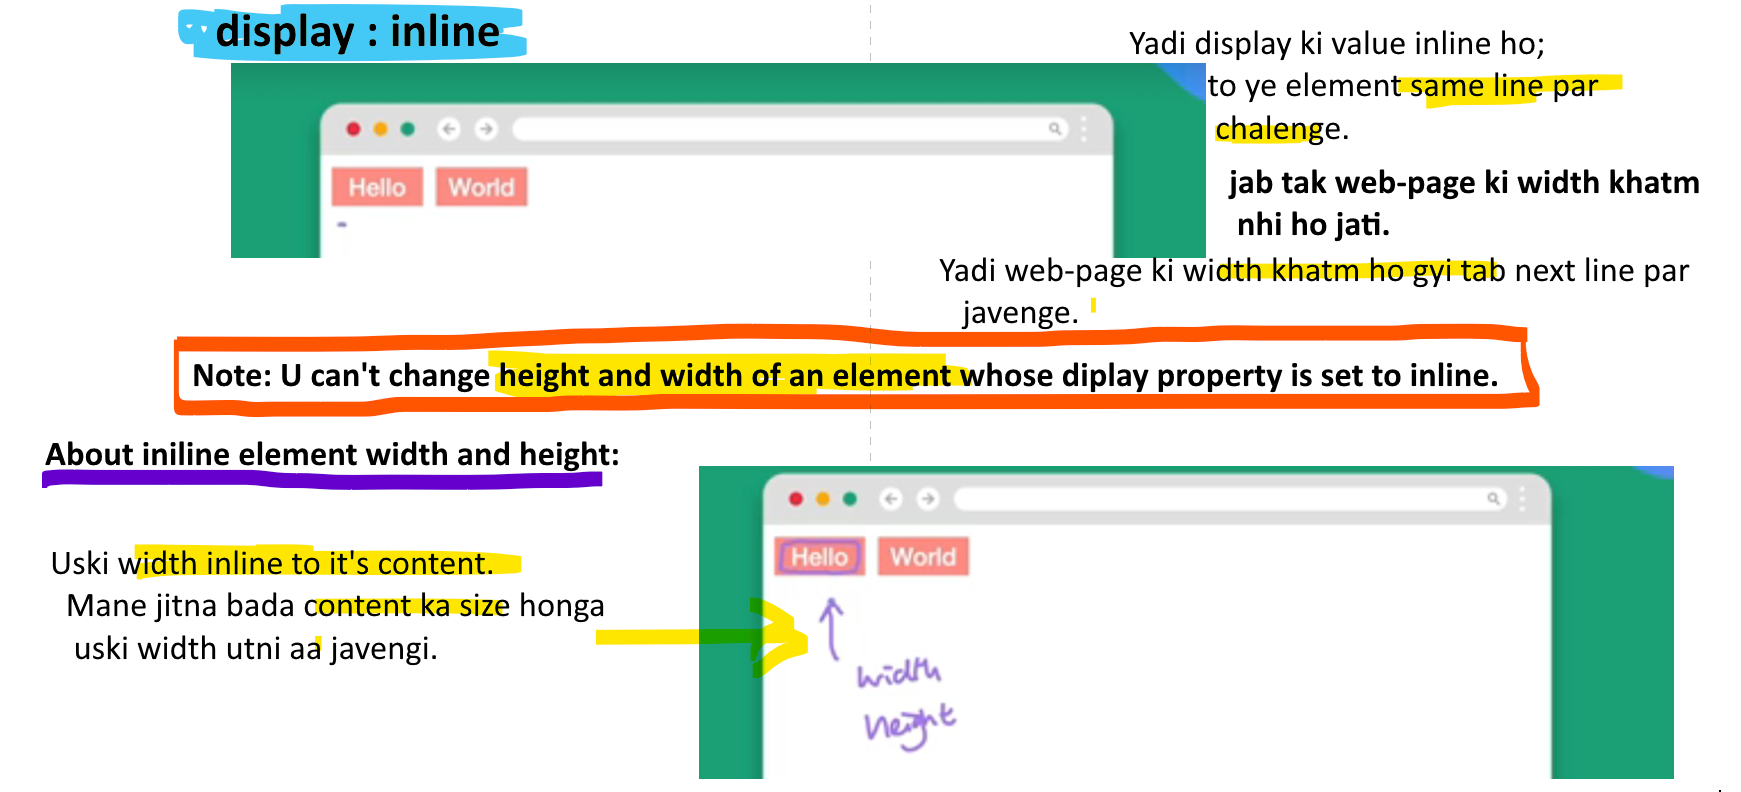 display : inline
Yadi display ki value inline ho;
to ye element same line par
chalenge.
Hello World
jab tak web-page ki width khatm
nhi ho jati.
Yadi web-page ki width khatm ho gyi tab next line par
javenge.
Note: U can't change height and width of an element whose diplay property is set to inline.
About iniline element width and height:
Uski width inline to it's content.
Mane jitna bada content ka size honga
uski width utni aa javengi.
Hello World
width
height